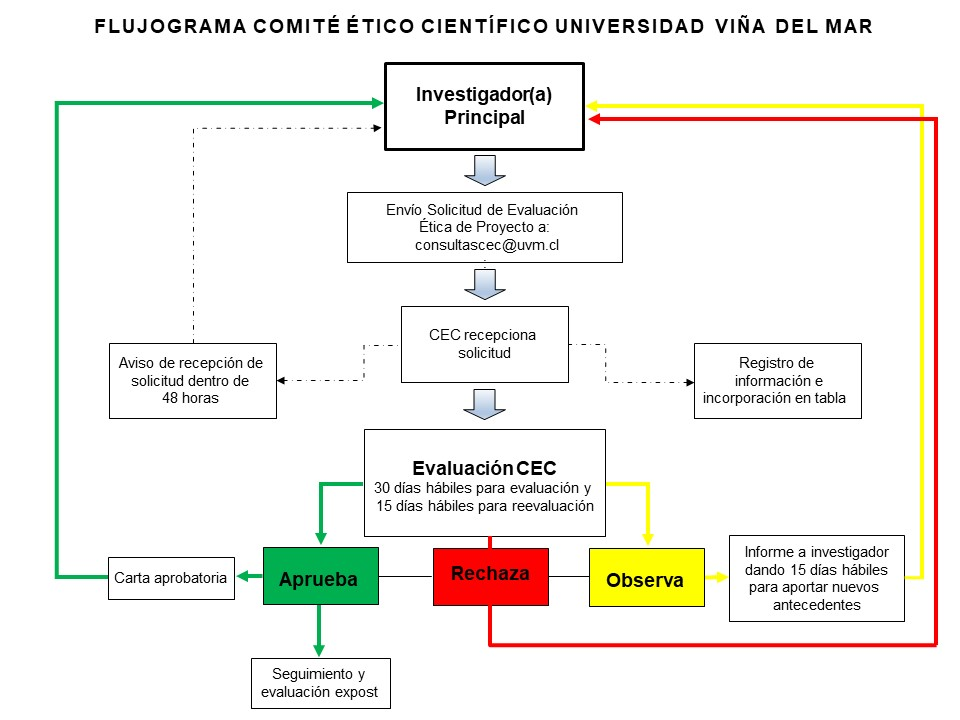 FLUJOGRAMA COMITÉ ÉTICO CIENTÍFICO UNIVERSIDAD VIÑA DEL MAR
Investigador(a)
Principal
Envío Solicitud de Evaluación
Ética de Proyecto a:
consultascec@uvm.cl
CEC recepciona
solicitud
Aviso de recepción de
solicitud dentro de
48 horas
Registro de
información e
incorporación en tabla
Evaluación CEC
30 días hábiles para evaluación y
15 días hábiles para reevaluación
Carta aprobatoria
Aprueba
Rechaza
Observa
Informe a investigador
dando 15 días hábiles
para aportar nuevos
antecedentes
Seguimiento y
evaluación expost